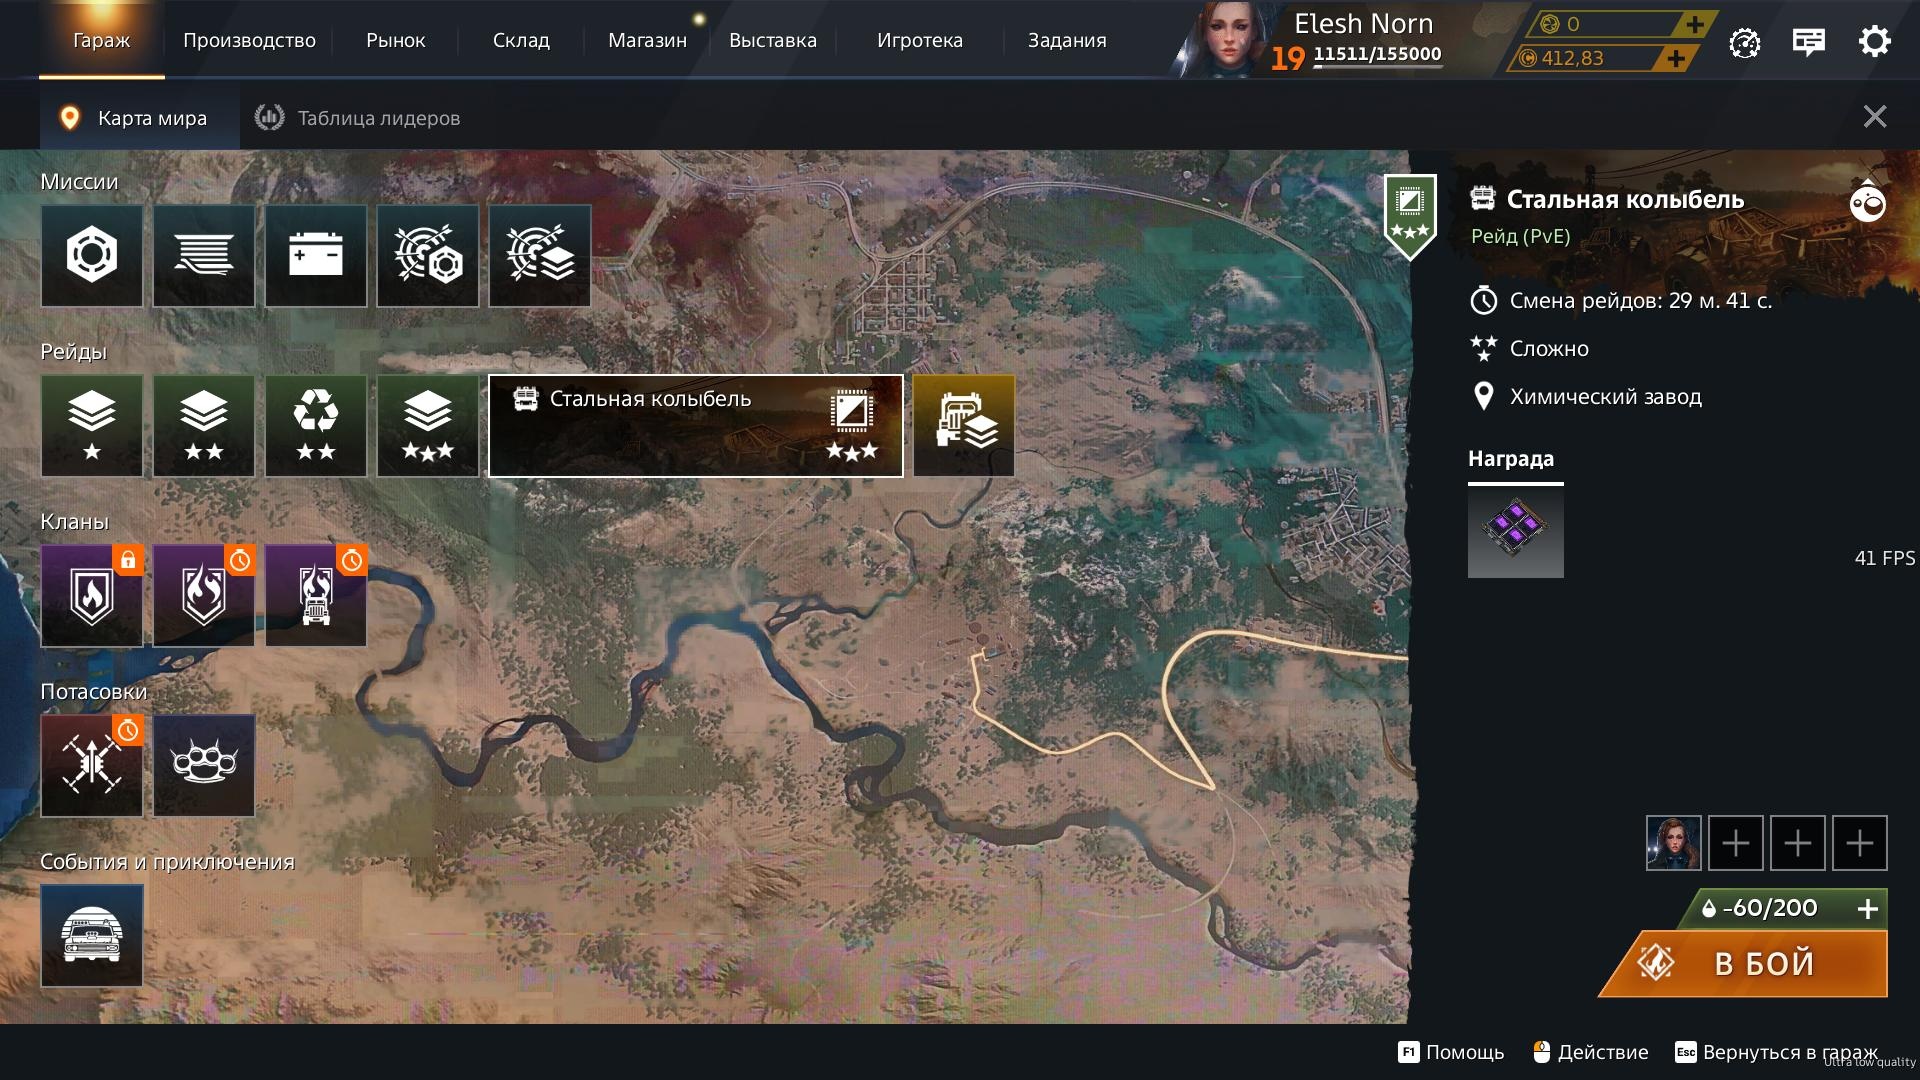 Гараж
Производство
Рынок
Склад
Магазин
Выставка
Игротека
Задания
Elesh Norn
19 11511/155000
0
412,83
Карта мира
Таблица лидеров
Миссии
Рейды
Стальная колыбель
Кланы
Потасовки
События и приключения
Стальная колыбель
Рейд (PvE)
Смена рейдов: 29 м. 41 с.
Сложно
Химический завод
Награда
41 FPS
-60/200
В БОЙ
F1 Помощь
Действие
Esc Вернуться в гараж
Ultra low quality